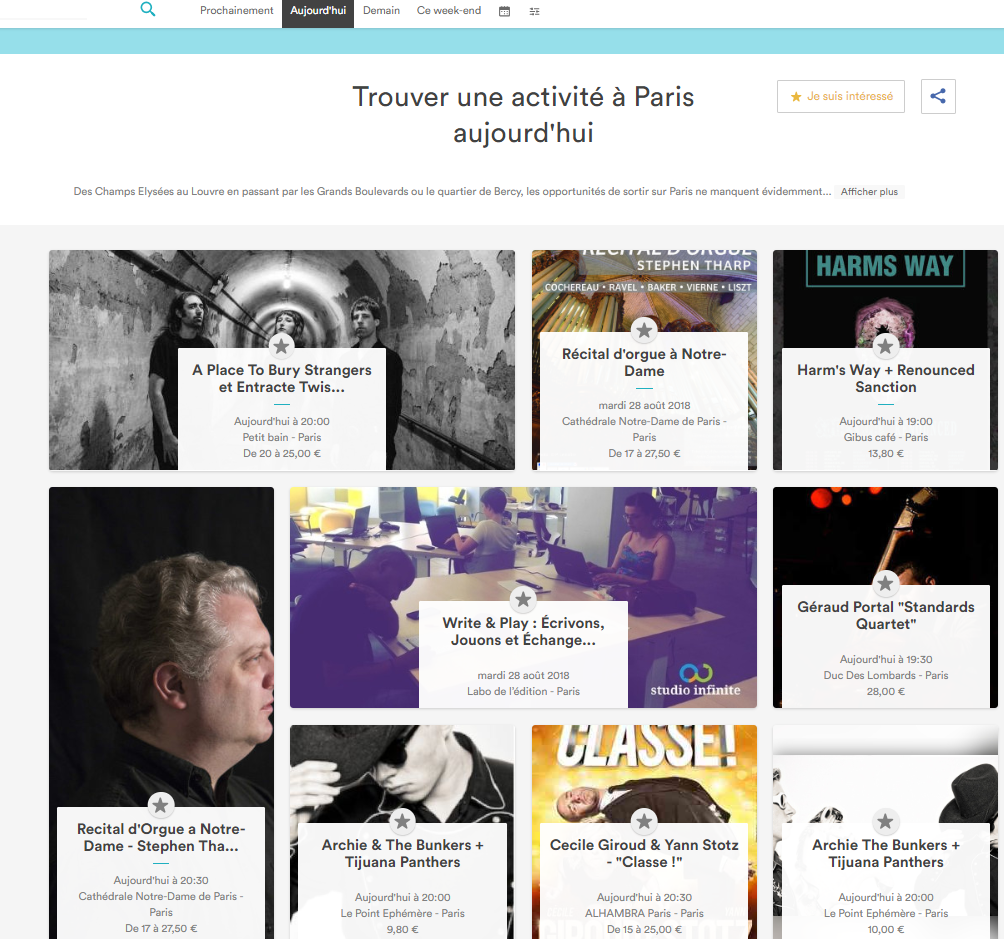 Prochainement Aujourd'hui Demain Ce week-end
Trouver une activité à Paris
aujourd'hui
Je suis intéressé
Des Champs Elysées au Louvre en passant par les Grands Boulevards ou le quartier de Bercy, les opportunités de sortir sur Paris ne manquent évidemment... Afficher plus
A Place To Bury Strangers
et Entracte Twis...
Aujourd'hui à 20:00
Petit bain - Paris
De 20 à 25,00 €
RÉCITAL D'ORGUE
STEPHEN THARP
COCHEREAU • RAVEL • BAKER • VIERNE • LISZT
Récital d'orgue à Notre-
Dame
mardi 28 août 2018
Cathédrale Notre-Dame de Paris -
Paris
De 17 à 27,50 €
HARMS WAY
Harm's Way + Renounced
Sanction
Aujourd'hui à 19:00
Gibus café - Paris
13,80 €
Recital d'Orgue a Notre-
Dame - Stephen Tha...
Aujourd'hui à 20:30
Cathédrale Notre-Dame de Paris -
Paris
De 17 à 27,50 €
Write & Play : Écrivons,
Jouons et Échange...
mardi 28 août 2018
Labo de l'édition - Paris
studio infinite
Géraud Portal "Standards
Quartet"
Aujourd'hui à 19:30
Duc Des Lombards - Paris
28,00 €
Archie & The Bunkers +
Tijuana Panthers
Aujourd'hui à 20:00
Le Point Ephémère - Paris
9,80 €
CLASSE!
Cecile Giroud & Yann Stotz
- "Classe !"
Aujourd'hui à 20:30
ALHAMBRA Paris - Paris
De 15 à 25,00 €
Archie The Bunkers +
Tijuana Panthers
Aujourd'hui à 20:00
Le Point Ephémère - Paris
10,00 €